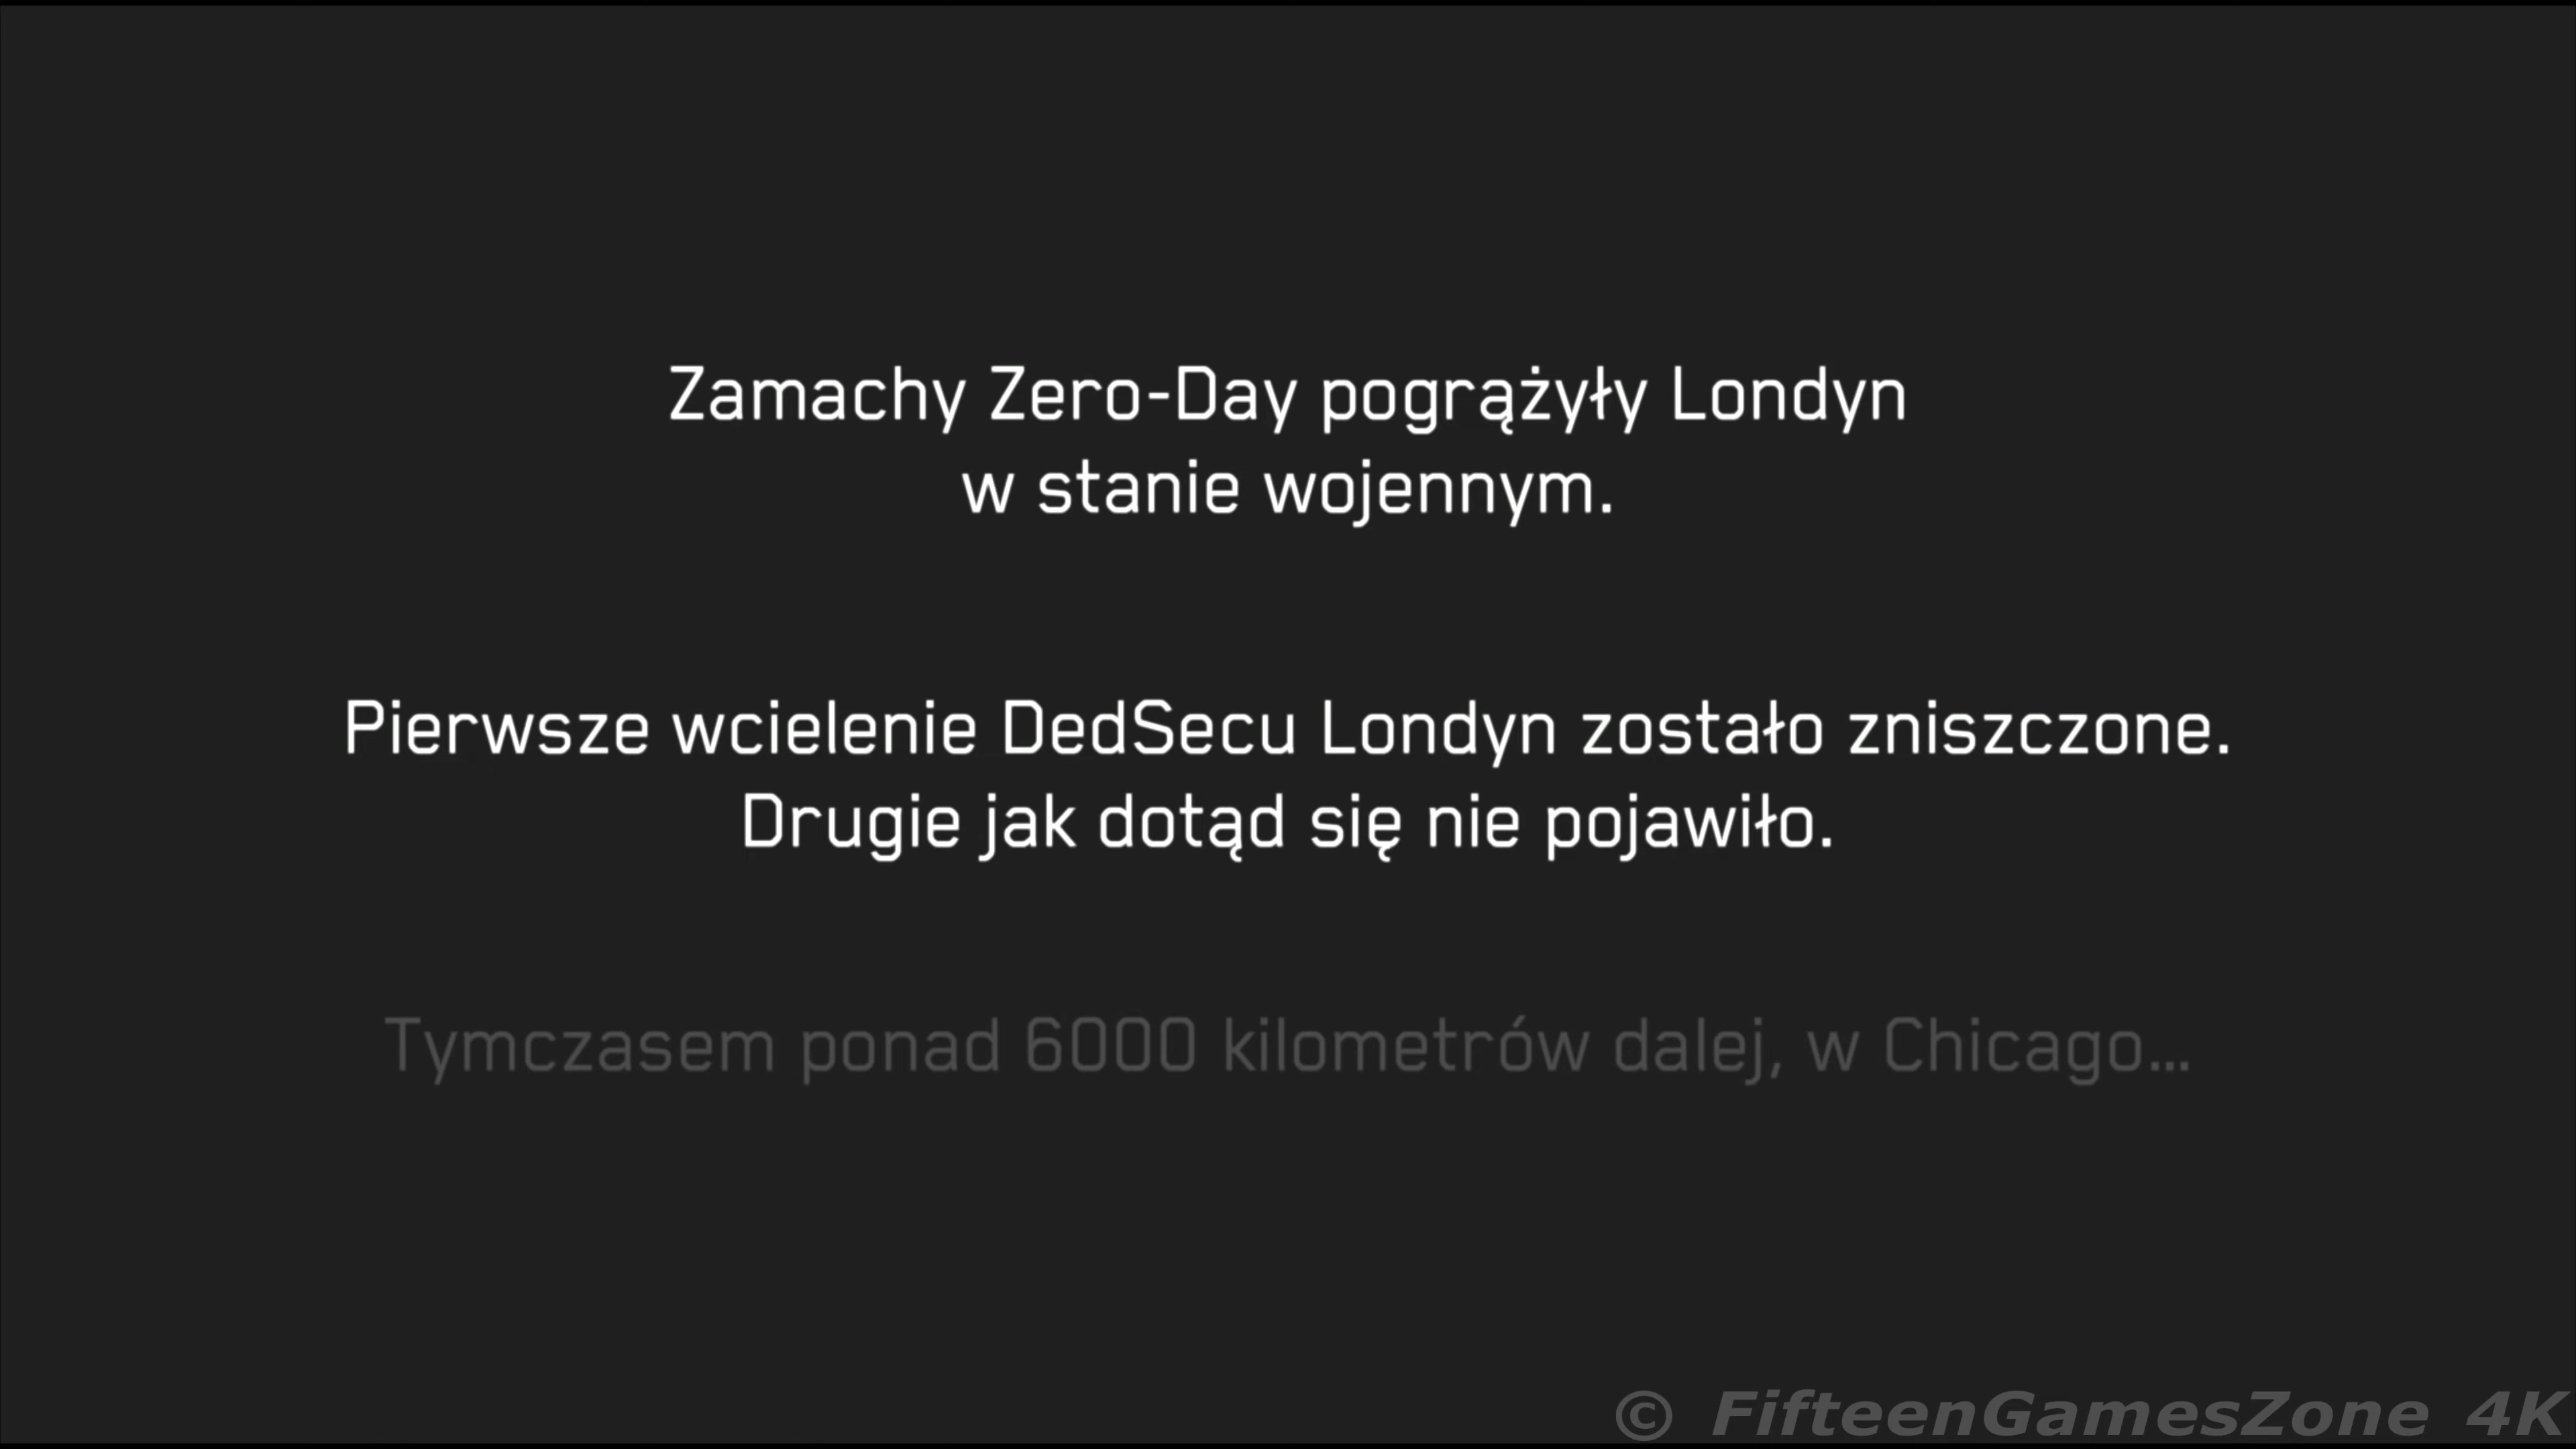 Zamachy Zero-Day pogrążyły Londyn
w stanie wojennym.
Pierwsze wcielenie DedSecu Londyn zostało zniszczone.
Drugie jak dotąd się nie pojawiło.
Tymczasem ponad 6000 kilometrów dalej, w Chicago...
© FifteenGamesZone 4K